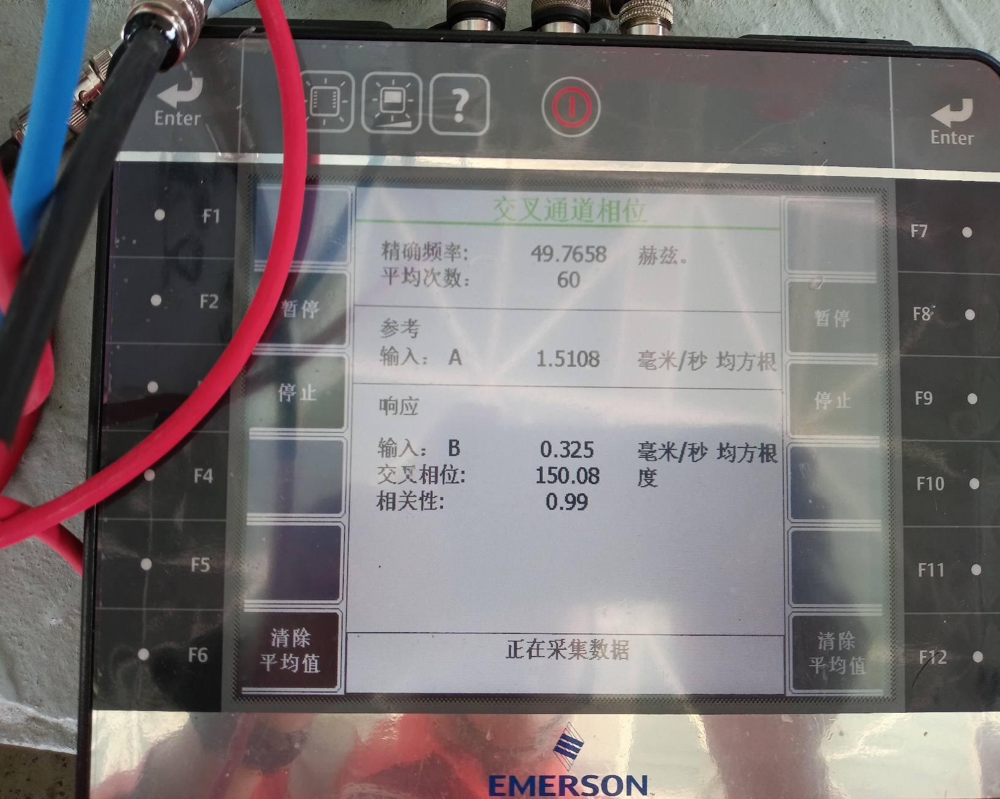 Enter
?
Enter
F1
F2
F4
F5
F6
暂停
停止
清除
平均值
交叉通道相位
精确频率: 49.7658 赫兹。
平均次数: 60
参考
输入: A 1.5108 毫米/秒 均方根
响应
输入: B 0.325 毫米/秒 均方根
交叉相位: 150.08 度
相关性: 0.99
正在采集数据
暂停
停止
清除
平均值
F7
F8
F9
F10
F11
F12
EMERSON